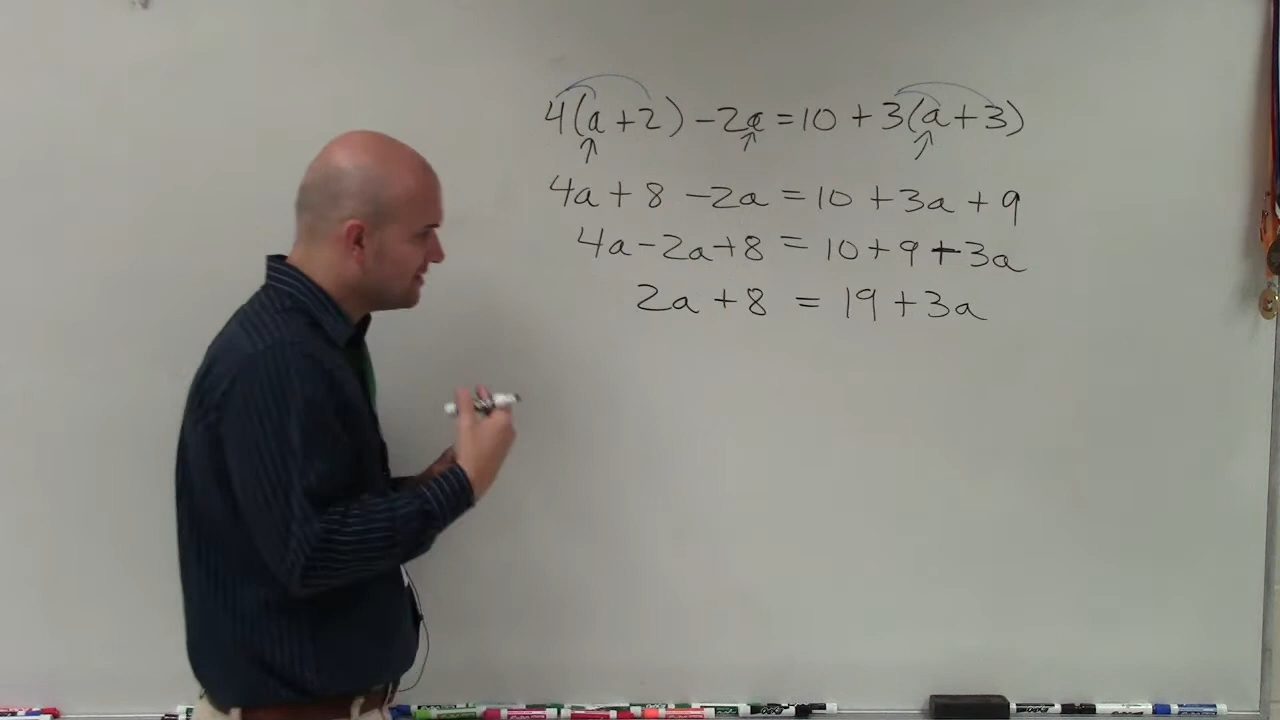 4(a+2) -2a = 10 + 3(a+3)
4a + 8 -2a = 10 + 3a + 9
4a - 2a + 8 = 10 + 9 + 3a
2a + 8 = 19 + 3a